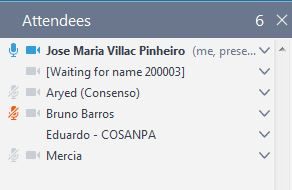 Attendees 6
Jose Maria Villac Pinheiro (me, prese...
[Waiting for name 200003]
Aryed (Consenso)
Bruno Barros
Eduardo - COSANPA
Mercia